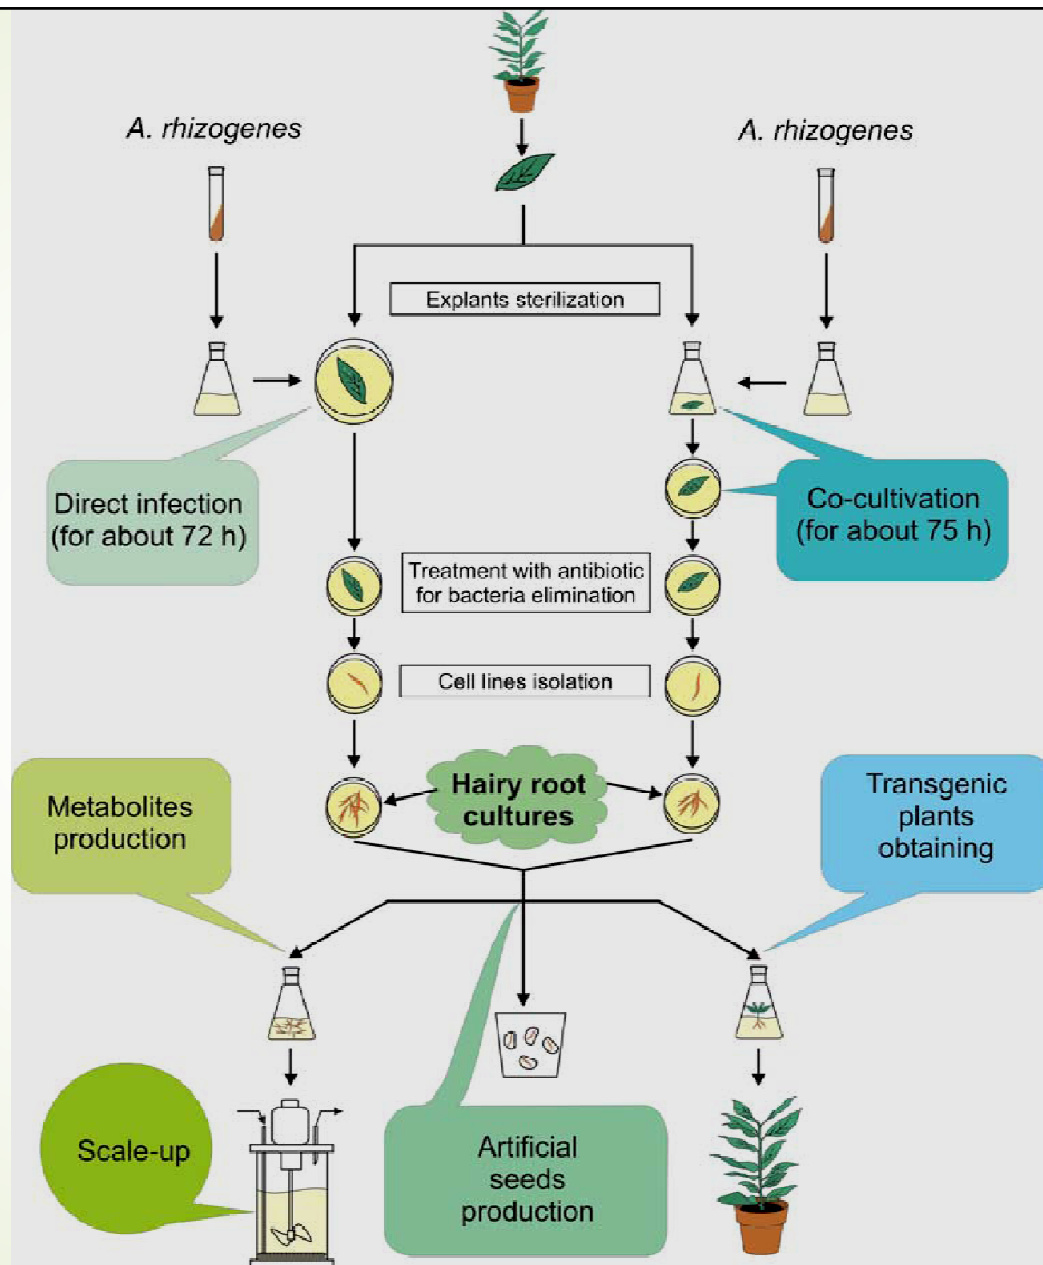 A. rhizogenes
A. rhizogenes
Explants sterilization
Direct infection
(for about 72 h)
Co-cultivation
(for about 75 h)
Treatment with antibiotic
for bacteria elimination
Cell lines isolation
Hairy root
cultures
Metabolites
production
Transgenic
plants
obtaining
Scale-up
Artificial
seeds
production